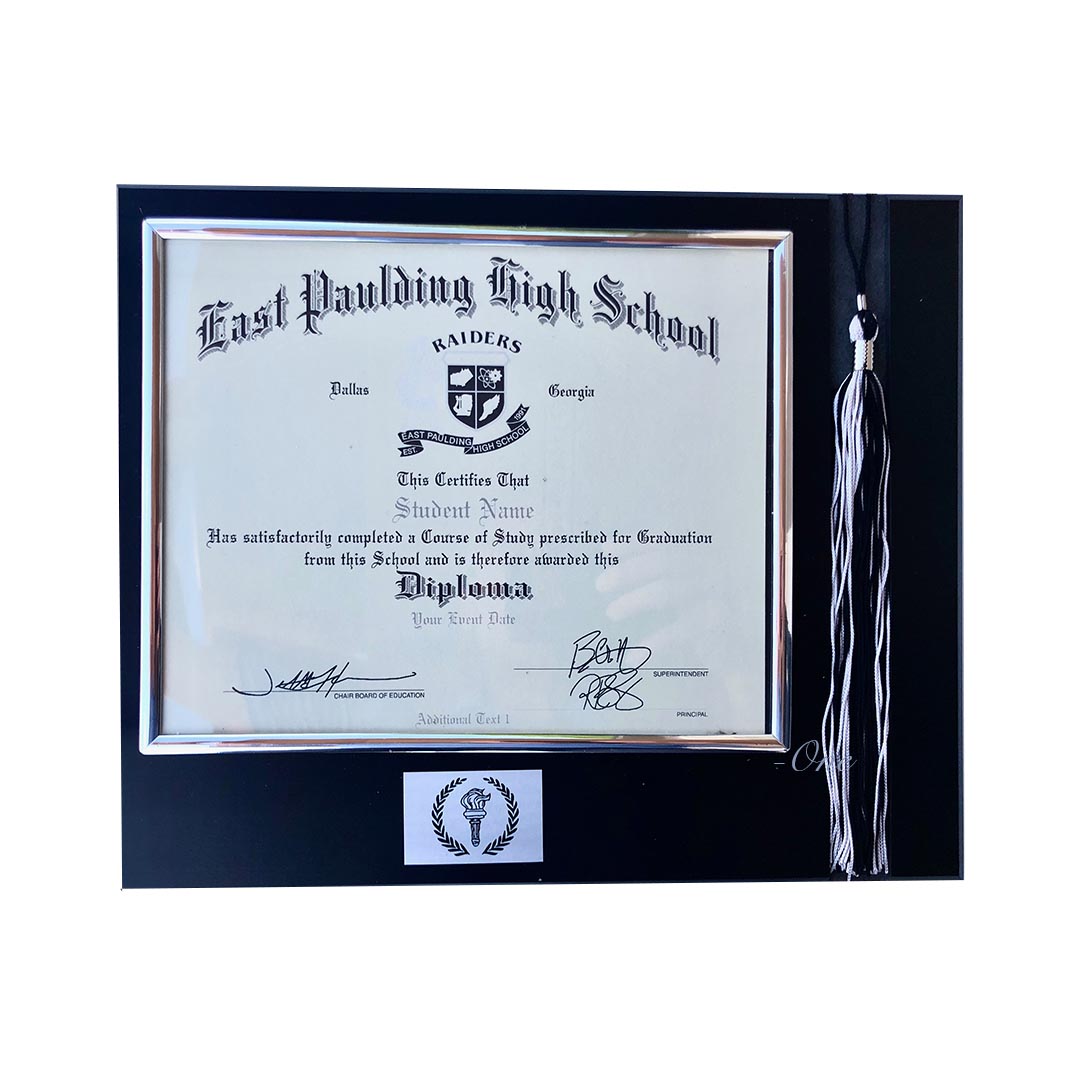 East Paulding High School
RAIDERS
Dallas Georgia
EAST PAULDING HIGH SCHOOL
EST. 1991
This Certifies That
Student Name
Has satisfactorily completed a Course of Study prescribed for Graduation
from this School and is therefore awarded this
Diploma
Your Event Date
SUPERINTENDENT
CHAIR BOARD OF EDUCATION
PRINCIPAL
Additional Text 1